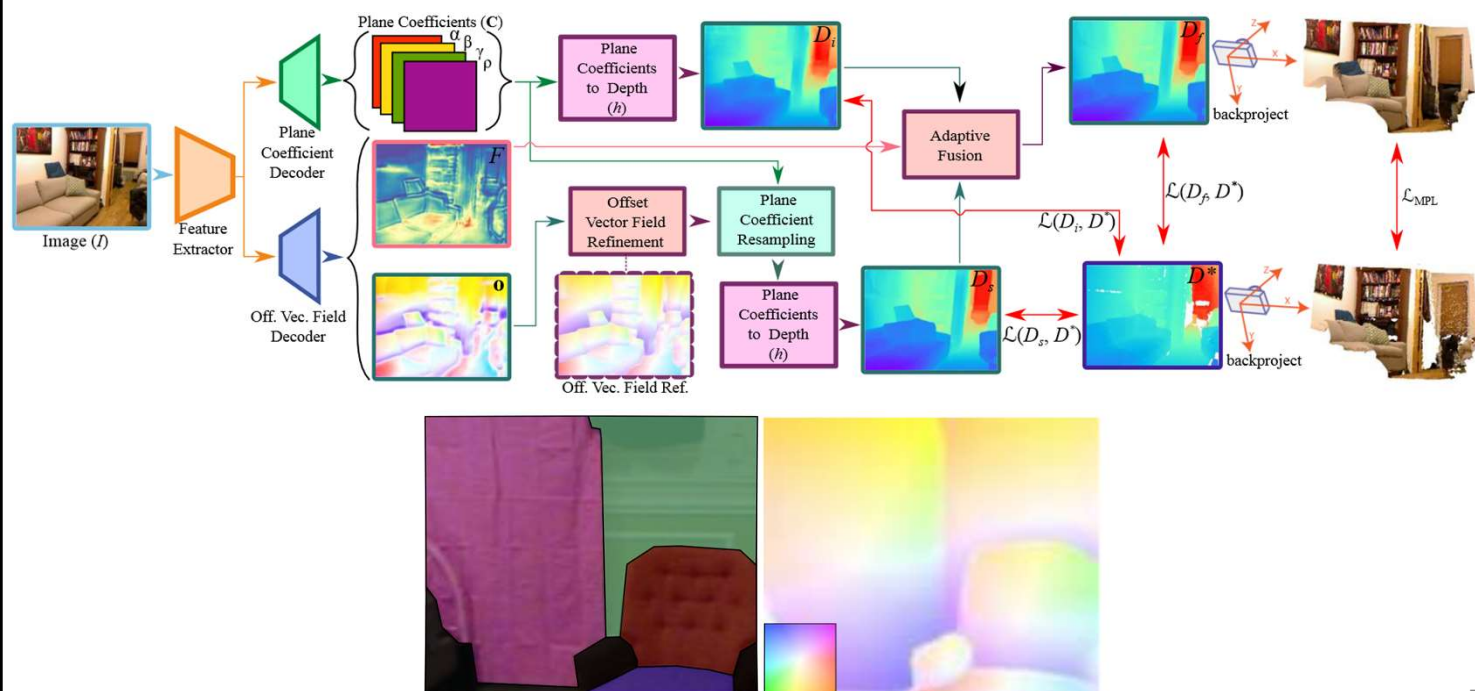 Plane Coefficients (C)
α
β
γ
ρ
Plane
Coefficient
Decoder
Image (I)
Feature
Extractor
Off. Vec. Field
Decoder
F
o
Plane
Coefficients
to Depth
(h)
D_i
Offset
Vector Field
Refinement
Off. Vec. Field Ref.
Plane
Coefficient
Resampling
Plane
Coefficients
to Depth
(h)
D_s
Adaptive
Fusion
D_f
Z
X
Y
backproject
ℒ(D_i, D*)
ℒ(D_f, D*)
ℒ_MPL
ℒ(D_s, D*)
D*
Z
X
Y
backproject